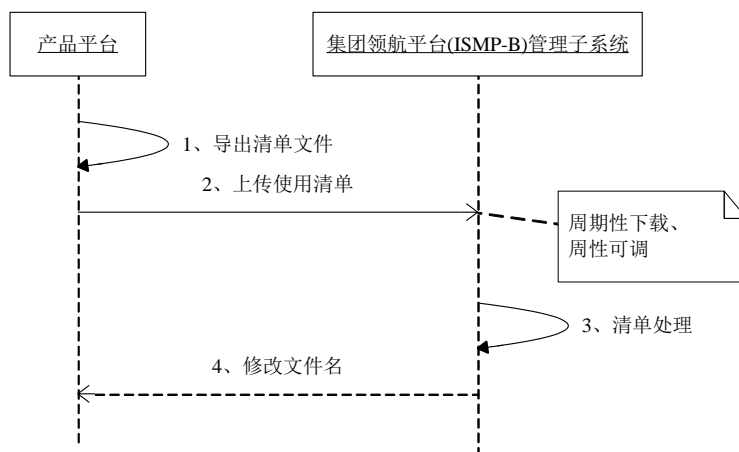 产品平台
集团领航平台(ISMP-B)管理子系统
1、导出清单文件
2、上传使用清单
周期性下载、
周性可调
3、清单处理
4、修改文件名